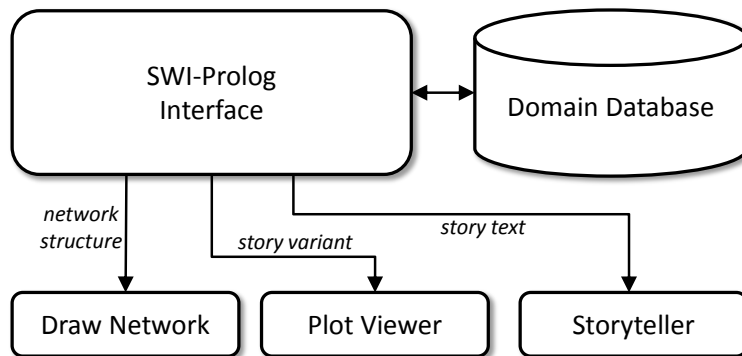 SWI-Prolog
Interface
Domain Database
network
structure
story variant
story text
Draw Network
Plot Viewer
Storyteller